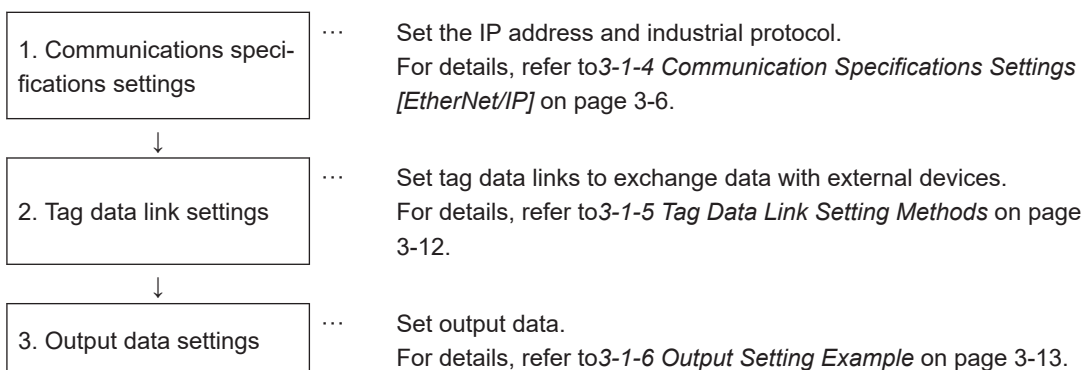 1. Communications speci-
fications settings
… Set the IP address and industrial protocol.
For details, refer to3-1-4 Communication Specifications Settings
[EtherNet/IP] on page 3-6.
↓
2. Tag data link settings
… Set tag data links to exchange data with external devices.
For details, refer to3-1-5 Tag Data Link Setting Methods on page
3-12.
↓
3. Output data settings
… Set output data.
For details, refer to3-1-6 Output Setting Example on page 3-13.